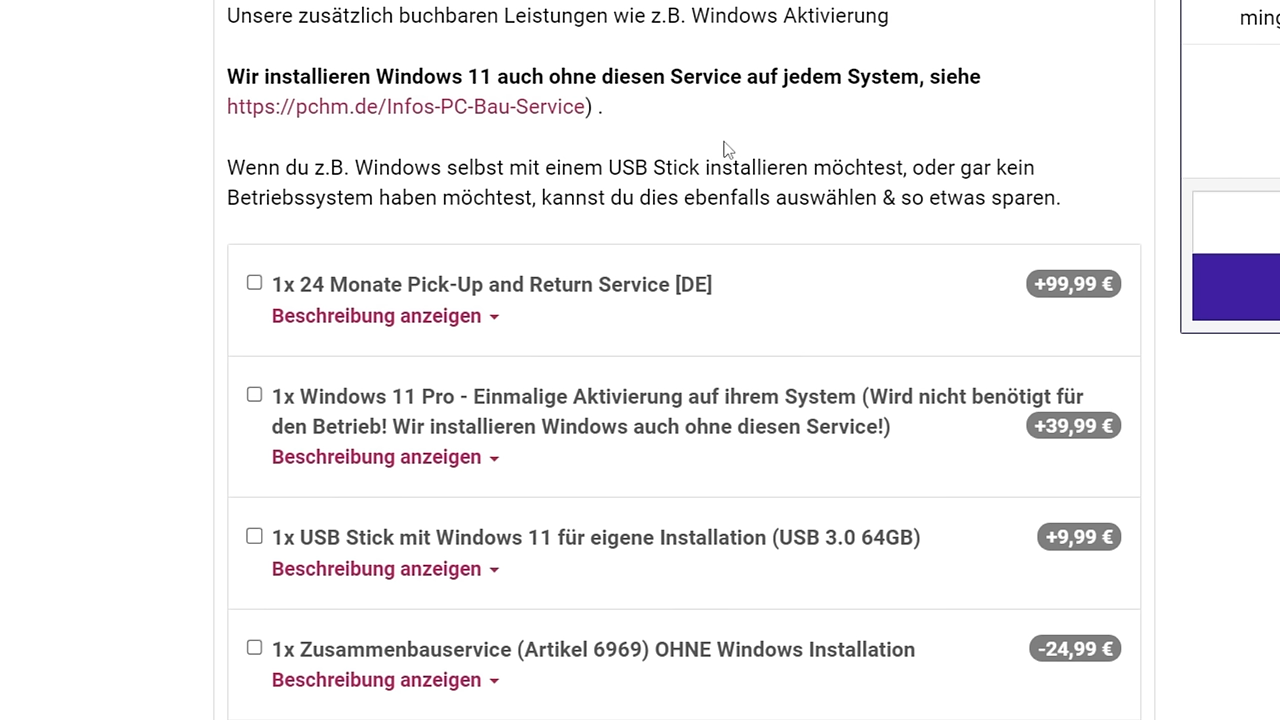 Unsere zusätzlich buchbaren Leistungen wie z.B. Windows Aktivierung
Wir installieren Windows 11 auch ohne diesen Service auf jedem System, siehe
https://pchm.de/Infos-PC-Bau-Service) .
Wenn du z.B. Windows selbst mit einem USB Stick installieren möchtest, oder gar kein
Betriebssystem haben möchtest, kannst du dies ebenfalls auswählen & so etwas sparen.
1x 24 Monate Pick-Up and Return Service [DE] +99,99 €
Beschreibung anzeigen
1x Windows 11 Pro - Einmalige Aktivierung auf ihrem System (Wird nicht benötigt für
den Betrieb! Wir installieren Windows auch ohne diesen Service!) +39,99 €
Beschreibung anzeigen
1x USB Stick mit Windows 11 für eigene Installation (USB 3.0 64GB) +9,99 €
Beschreibung anzeigen
1x Zusammenbauservice (Artikel 6969) OHNE Windows Installation -24,99 €
Beschreibung anzeigen